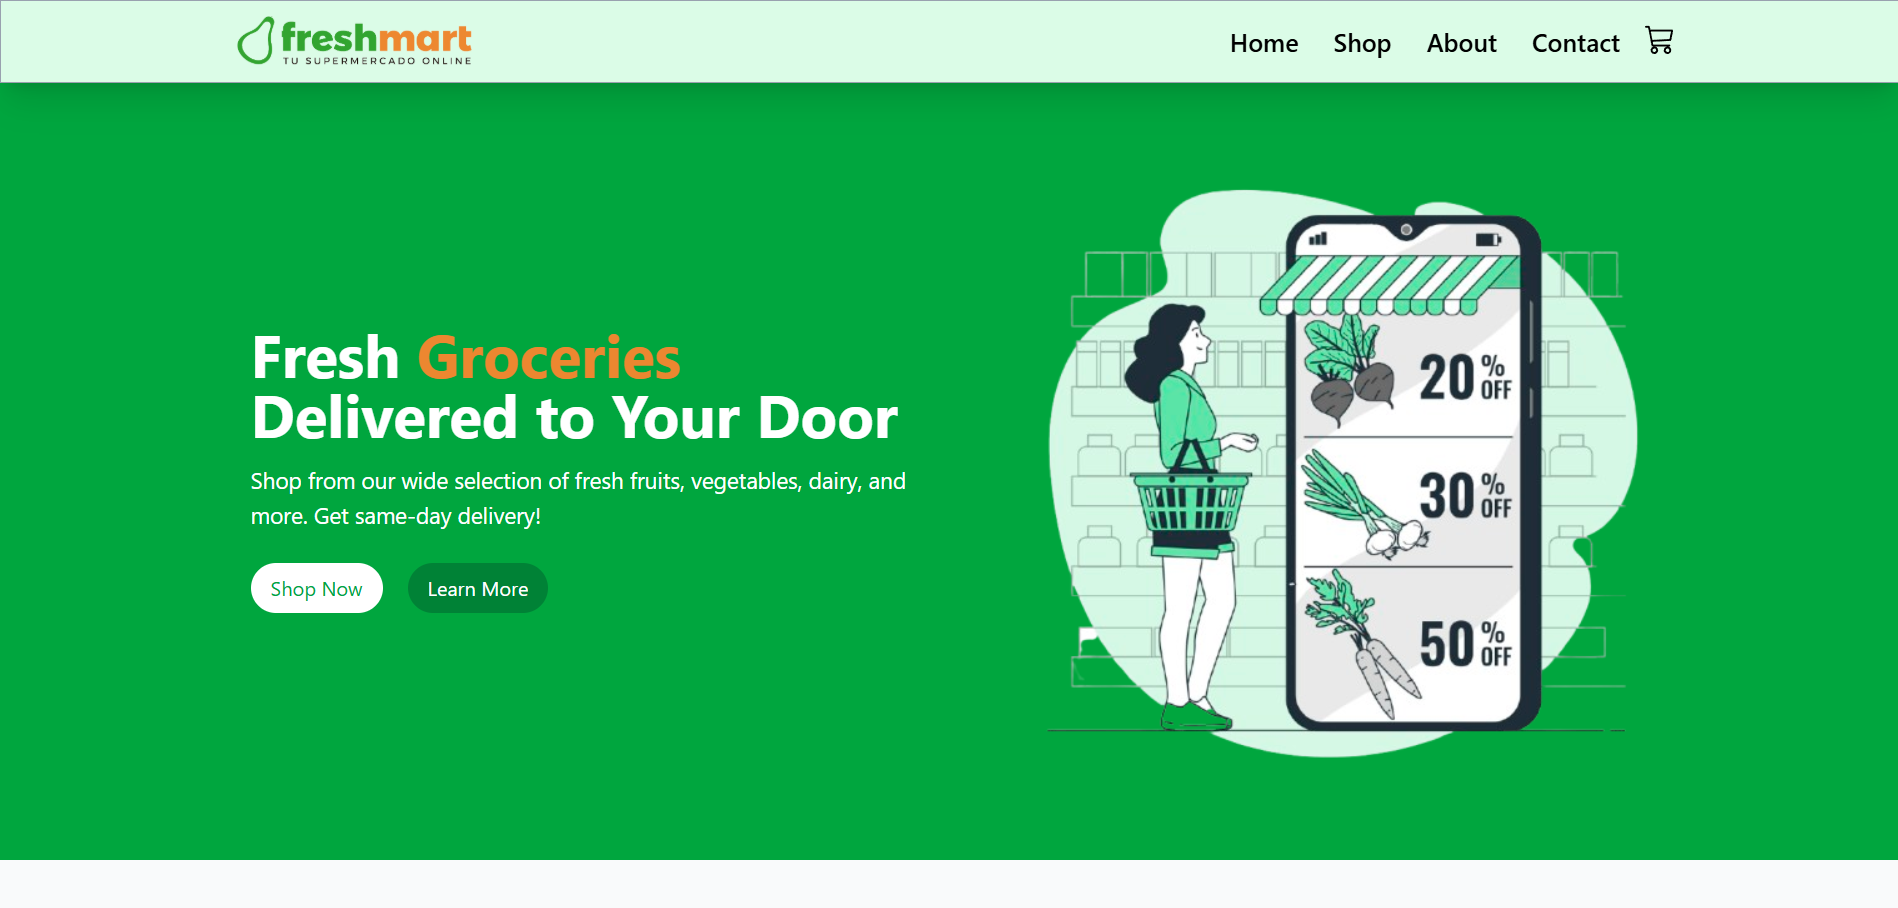 freshmart
TU SUPERMERCADO ONLINE
Home Shop About Contact
Fresh Groceries
Delivered to Your Door
Shop from our wide selection of fresh fruits, vegetables, dairy, and
more. Get same-day delivery!
Shop Now Learn More
20% OFF
30% OFF
50% OFF